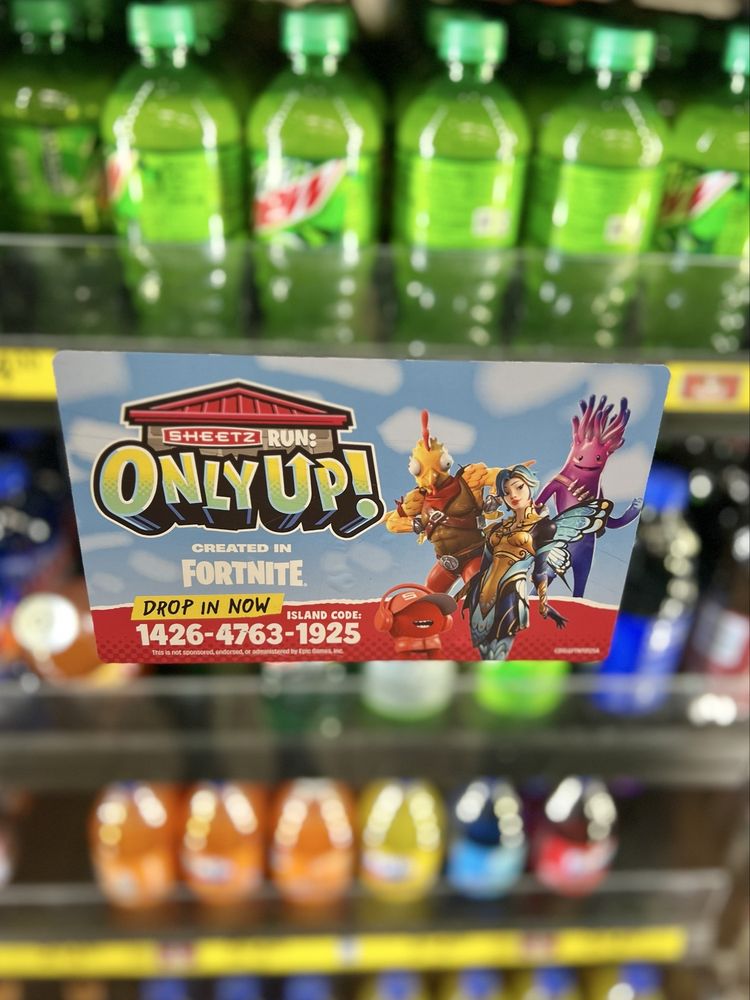 SHEETZ RUN:
ONLY UP!
CREATED IN
FORTNITE
DROP IN NOW
ISLAND CODE:
1426-4763-1925
This is not sponsored, endorsed, or administered by Epic Games, Inc.